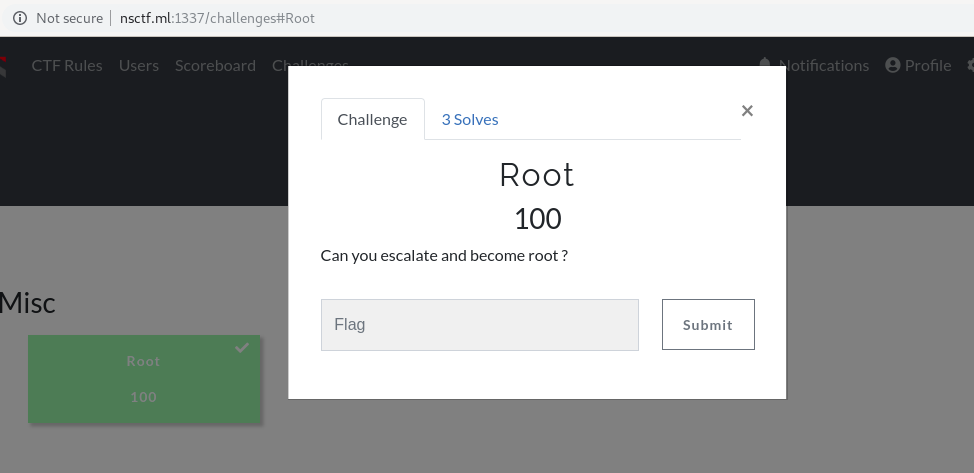 Not secure nsctf.ml:1337/challenges#Root
CTF Rules Users Scoreboard Challenges Notifications Profile
Challenge 3 Solves ×
Root
100
Can you escalate and become root ?
Flag Submit
Misc
Root
100